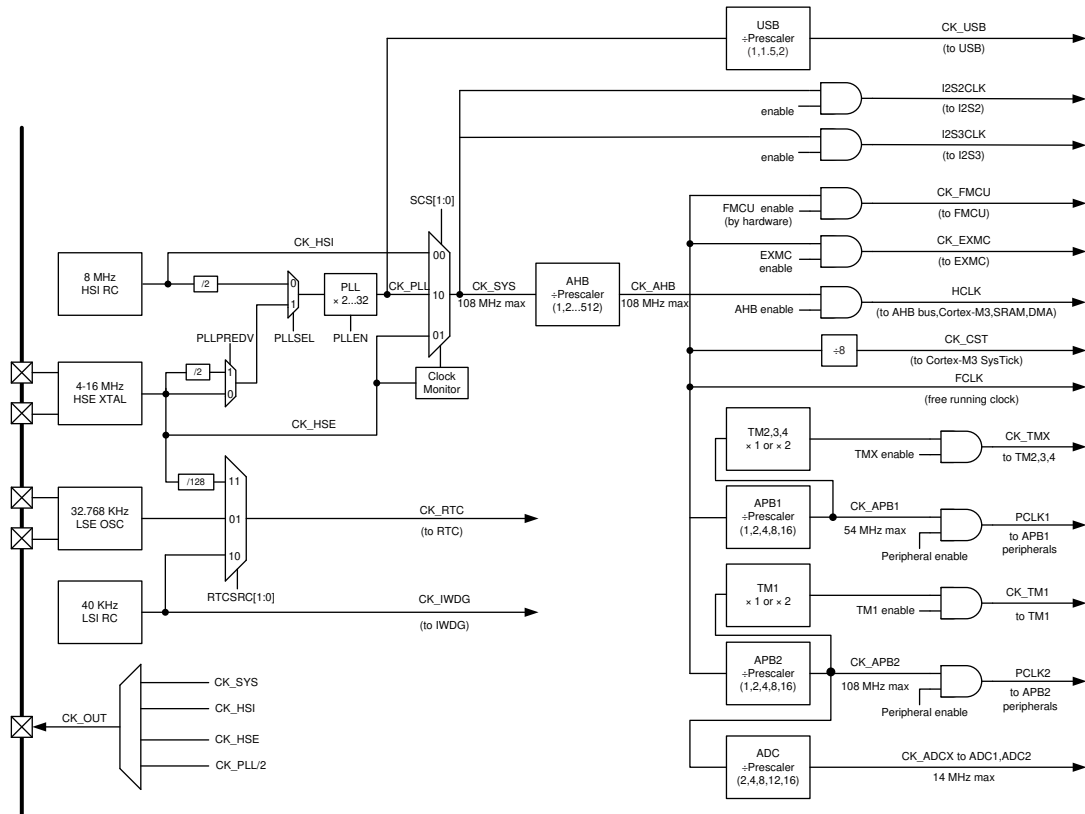 USB
÷Prescaler
(1,1.5,2)
CK_USB
(to USB)
enable
I2S2CLK
(to I2S2)
enable
I2S3CLK
(to I2S3)
SCS[1:0]
FMCU enable
(by hardware)
CK_FMCU
(to FMCU)
EXMC
enable
CK_EXMC
(to EXMC)
8 MHz
HSI RC
CK_HSI
/2
0
1
PLLSEL
PLL
× 2...32
PLLEN
CK_PLL
00
10
01
CK_SYS
108 MHz max
AHB
÷Prescaler
(1,2...512)
CK_AHB
108 MHz max
AHB enable
HCLK
(to AHB bus,Cortex-M3,SRAM,DMA)
÷8
CK_CST
(to Cortex-M3 SysTick)
FCLK
(free running clock)
PLLPREDV
4-16 MHz
HSE XTAL
/2
1
0
Clock
Monitor
CK_HSE
TM2,3,4
× 1 or × 2
TMX enable
CK_TMX
to TM2,3,4
32.768 KHz
LSE OSC
/128
11
01
10
RTCSRC[1:0]
CK_RTC
(to RTC)
APB1
÷Prescaler
(1,2,4,8,16)
CK_APB1
54 MHz max
Peripheral enable
PCLK1
to APB1
peripherals
40 KHz
LSI RC
CK_IWDG
(to IWDG)
TM1
× 1 or × 2
TM1 enable
CK_TM1
to TM1
APB2
÷Prescaler
(1,2,4,8,16)
CK_APB2
108 MHz max
Peripheral enable
PCLK2
to APB2
peripherals
CK_OUT
CK_SYS
CK_HSI
CK_HSE
CK_PLL/2
ADC
÷Prescaler
(2,4,8,12,16)
CK_ADCX to ADC1,ADC2
14 MHz max